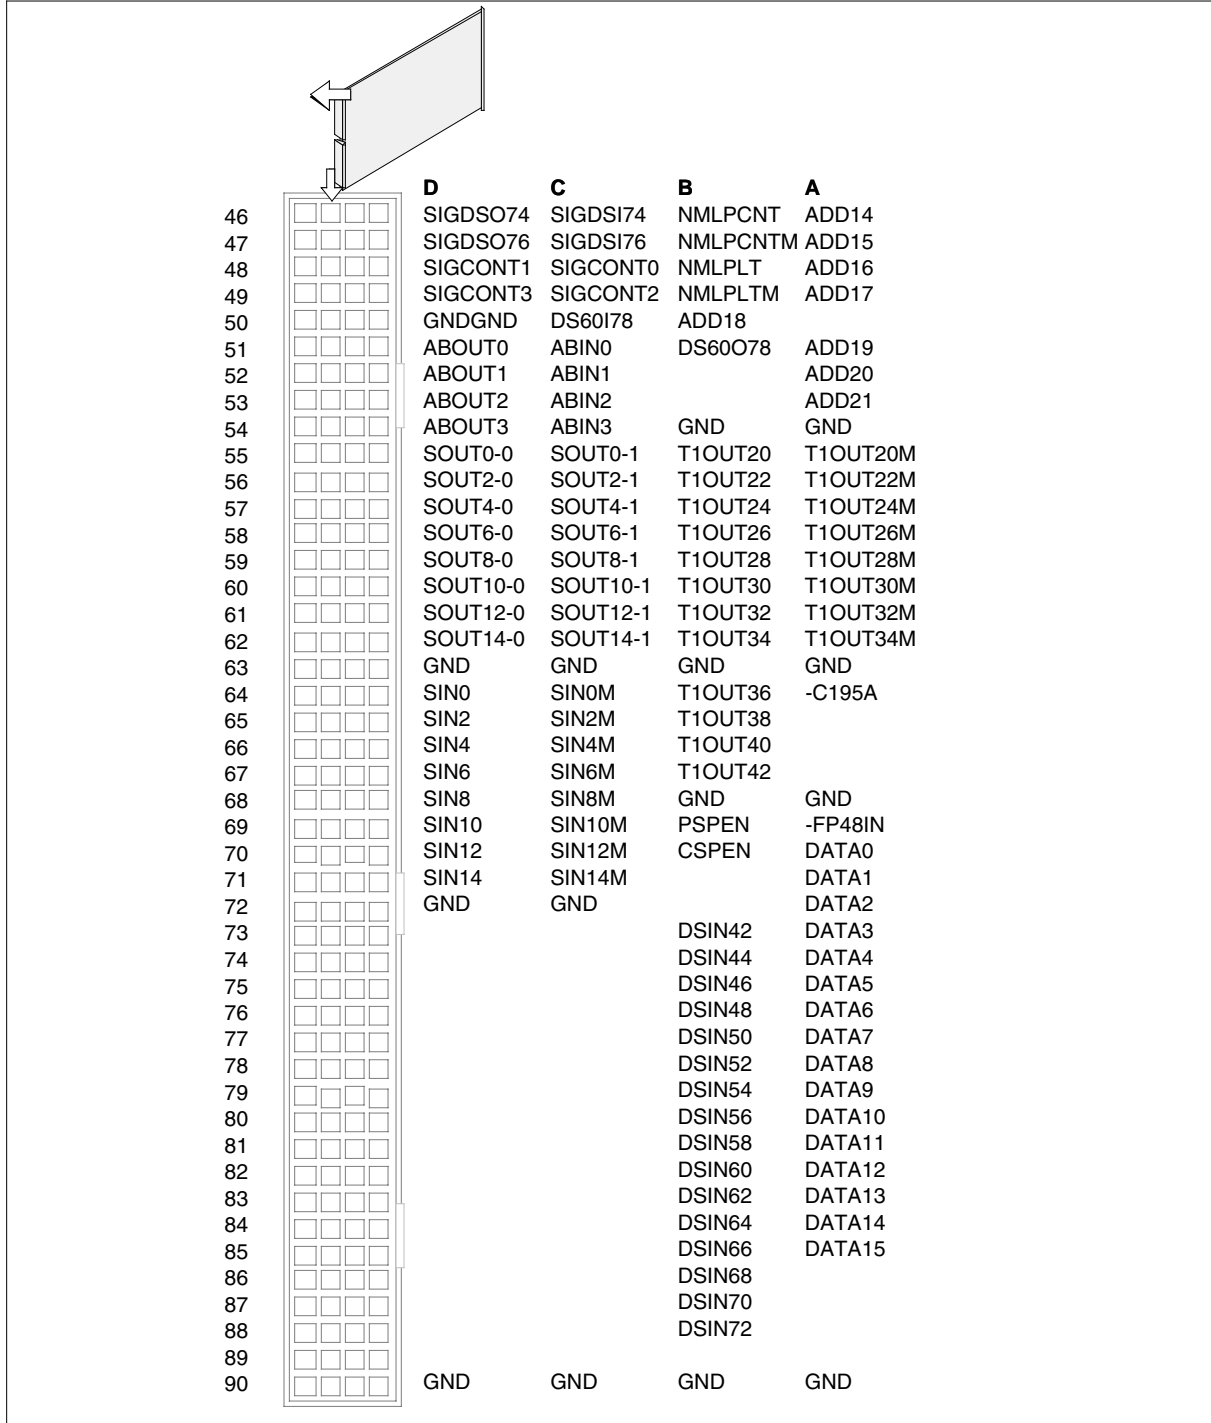 D C B A
46 SIGDSO74 SIGDSI74 NMLPCNT ADD14
47 SIGDSO76 SIGDSI76 NMLPCNTM ADD15
48 SIGCONT1 SIGCONT0 NMLPLT ADD16
49 SIGCONT3 SIGCONT2 NMLPLTM ADD17
50 GNDGND DS60I78 ADD18
51 ABOUT0 ABIN0 DS60O78 ADD19
52 ABOUT1 ABIN1 ADD20
53 ABOUT2 ABIN2 ADD21
54 ABOUT3 ABIN3 GND GND
55 SOUT0-0 SOUT0-1 T1OUT20 T1OUT20M
56 SOUT2-0 SOUT2-1 T1OUT22 T1OUT22M
57 SOUT4-0 SOUT4-1 T1OUT24 T1OUT24M
58 SOUT6-0 SOUT6-1 T1OUT26 T1OUT26M
59 SOUT8-0 SOUT8-1 T1OUT28 T1OUT28M
60 SOUT10-0 SOUT10-1 T1OUT30 T1OUT30M
61 SOUT12-0 SOUT12-1 T1OUT32 T1OUT32M
62 SOUT14-0 SOUT14-1 T1OUT34 T1OUT34M
63 GND GND GND GND
64 SIN0 SIN0M T1OUT36 -C195A
65 SIN2 SIN2M T1OUT38
66 SIN4 SIN4M T1OUT40
67 SIN6 SIN6M T1OUT42
68 SIN8 SIN8M GND GND
69 SIN10 SIN10M PSPEN -FP48IN
70 SIN12 SIN12M CSPEN DATA0
71 SIN14 SIN14M DATA1
72 GND GND DATA2
73 DSIN42 DATA3
74 DSIN44 DATA4
75 DSIN46 DATA5
76 DSIN48 DATA6
77 DSIN50 DATA7
78 DSIN52 DATA8
79 DSIN54 DATA9
80 DSIN56 DATA10
81 DSIN58 DATA11
82 DSIN60 DATA12
83 DSIN62 DATA13
84 DSIN64 DATA14
85 DSIN66 DATA15
86 DSIN68
87 DSIN70
88 DSIN72
89
90 GND GND GND GND